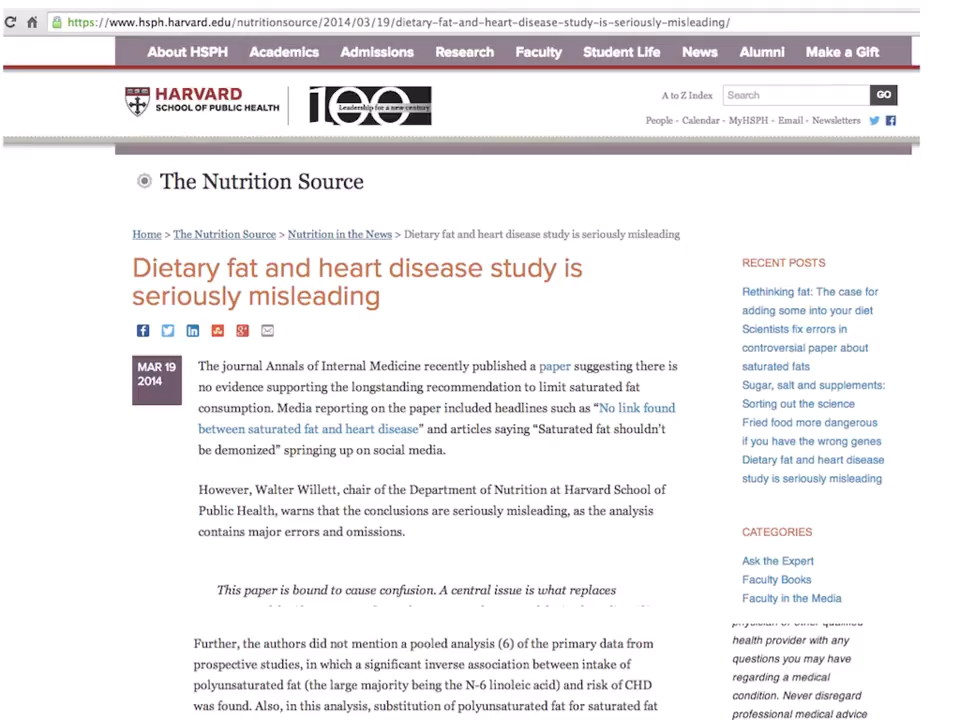 https://www.hsph.harvard.edu/nutritionsource/2014/03/19/dietary-fat-and-heart-disease-study-is-seriously-misleading/
About HSPH Academics Admissions Research Faculty Student Life News Alumni Make a Gift
HARVARD
SCHOOL OF PUBLIC HEALTH
100
Leadership for a new century
A to Z Index Search GO
People - Calendar - MyHSPH - Email - Newsletters
The Nutrition Source
Home > The Nutrition Source > Nutrition in the News > Dietary fat and heart disease study is seriously misleading
Dietary fat and heart disease study is
seriously misleading
MAR 19
2014
The journal Annals of Internal Medicine recently published a paper suggesting there is
no evidence supporting the longstanding recommendation to limit saturated fat
consumption. Media reporting on the paper included headlines such as “No link found
between saturated fat and heart disease” and articles saying “Saturated fat shouldn’t
be demonized” springing up on social media.
However, Walter Willett, chair of the Department of Nutrition at Harvard School of
Public Health, warns that the conclusions are seriously misleading, as the analysis
contains major errors and omissions.
This paper is bound to cause confusion. A central issue is what replaces
Further, the authors did not mention a pooled analysis (6) of the primary data from
prospective studies, in which a significant inverse association between intake of
polyunsaturated fat (the large majority being the N-6 linoleic acid) and risk of CHD
was found. Also, in this analysis, substitution of polyunsaturated fat for saturated fat
RECENT POSTS
Rethinking fat: The case for
adding some into your diet
Scientists fix errors in
controversial paper about
saturated fats
Sugar, salt and supplements:
Sorting out the science
Fried food more dangerous
if you have the wrong genes
Dietary fat and heart disease
study is seriously misleading
CATEGORIES
Ask the Expert
Faculty Books
Faculty in the Media
physician or other qualified
health provider with any
questions you may have
regarding a medical
condition. Never disregard
professional medical advice